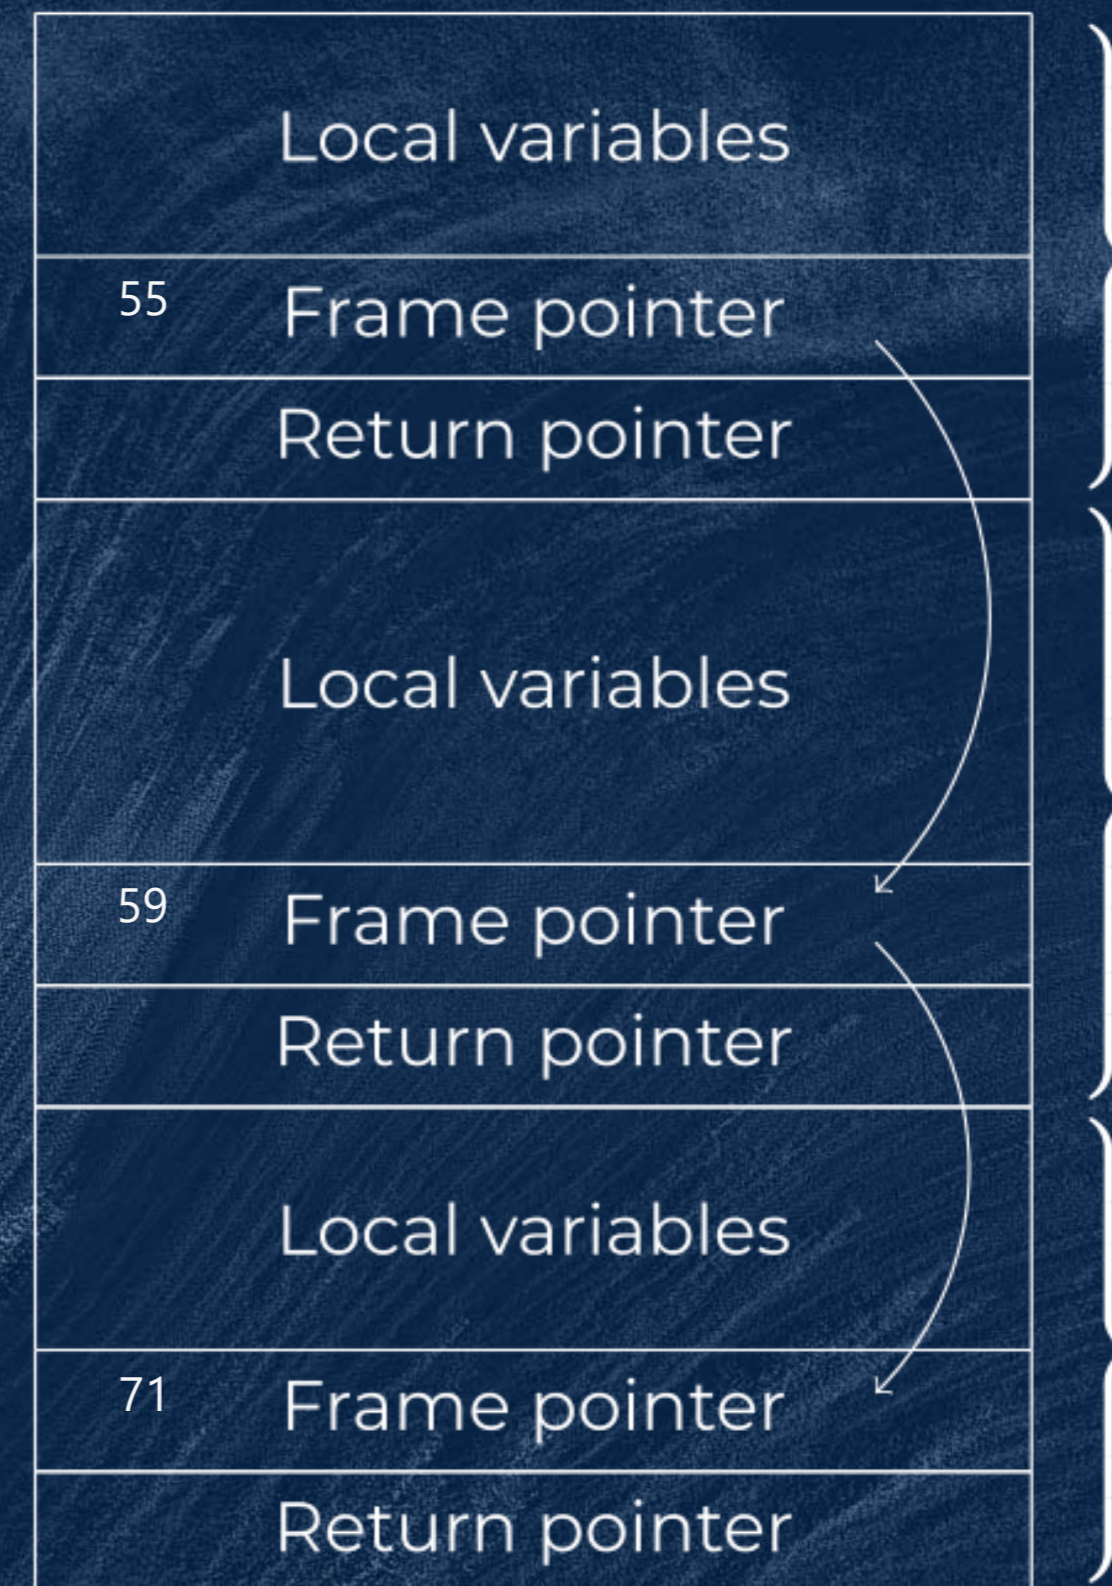 Local variables
55 Frame pointer
Return pointer
Local variables
59 Frame pointer
Return pointer
Local variables
71 Frame pointer
Return pointer